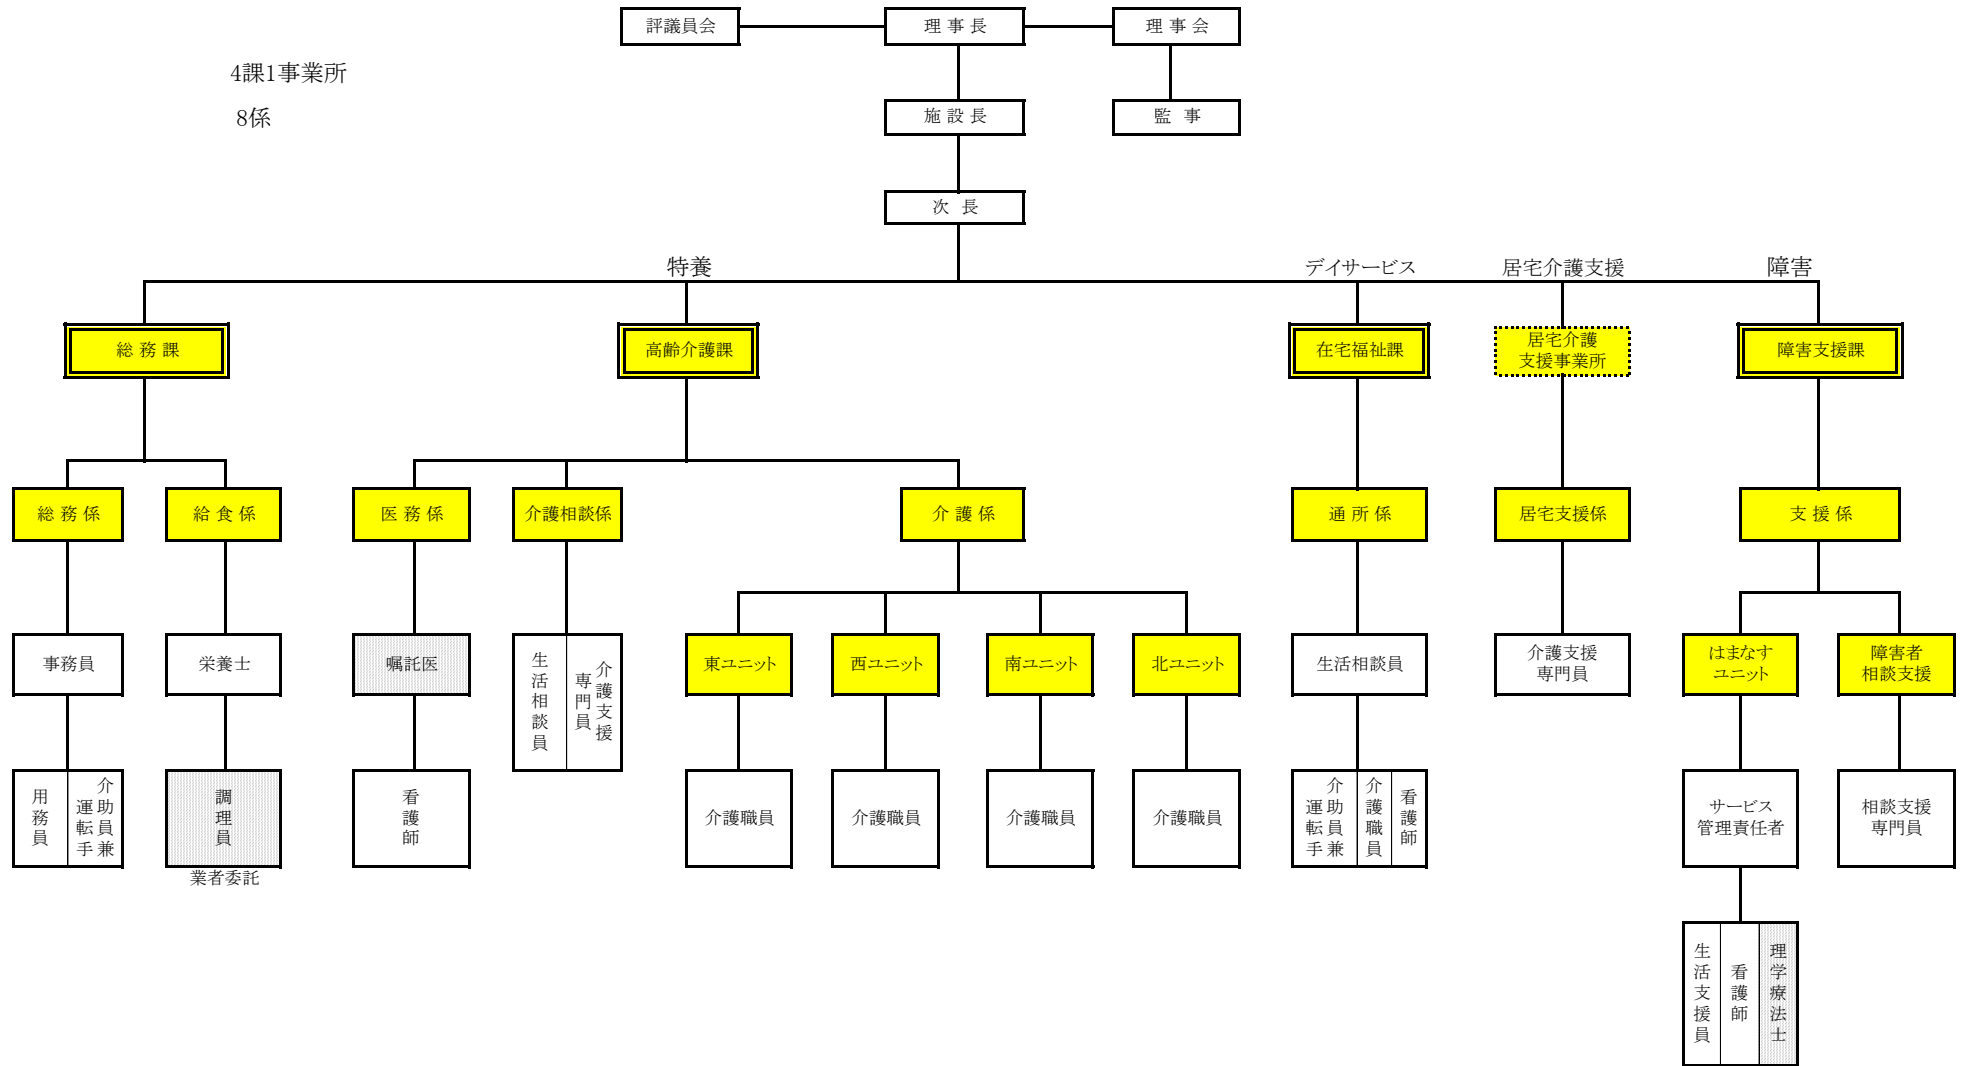 評議員会
理 事 長
理 事 会
4課1事業所
8係
施 設 長
監 事
次 長
特養
デイサービス
居宅介護支援
障害
総 務 課
高齢介護課
在宅福祉課
居宅介護
支援事業所
障害支援課
総 務 係
給 食 係
医 務 係
介護相談係
介 護 係
通 所 係
居宅支援係
支 援 係
事務員
栄養士
嘱託医
生活相談員
介護支援
専門員
東ユニット
西ユニット
南ユニット
北ユニット
生活相談員
介護支援
専門員
はまなす
ユニット
障害者
相談支援
用務員
介助員兼
運転手
調理員
業者委託
看護師
介護職員
介護職員
介護職員
介護職員
介助員兼
運転手
介護職員
看護師
サービス
管理責任者
相談支援
専門員
生活支援員
看護師
理学療法士